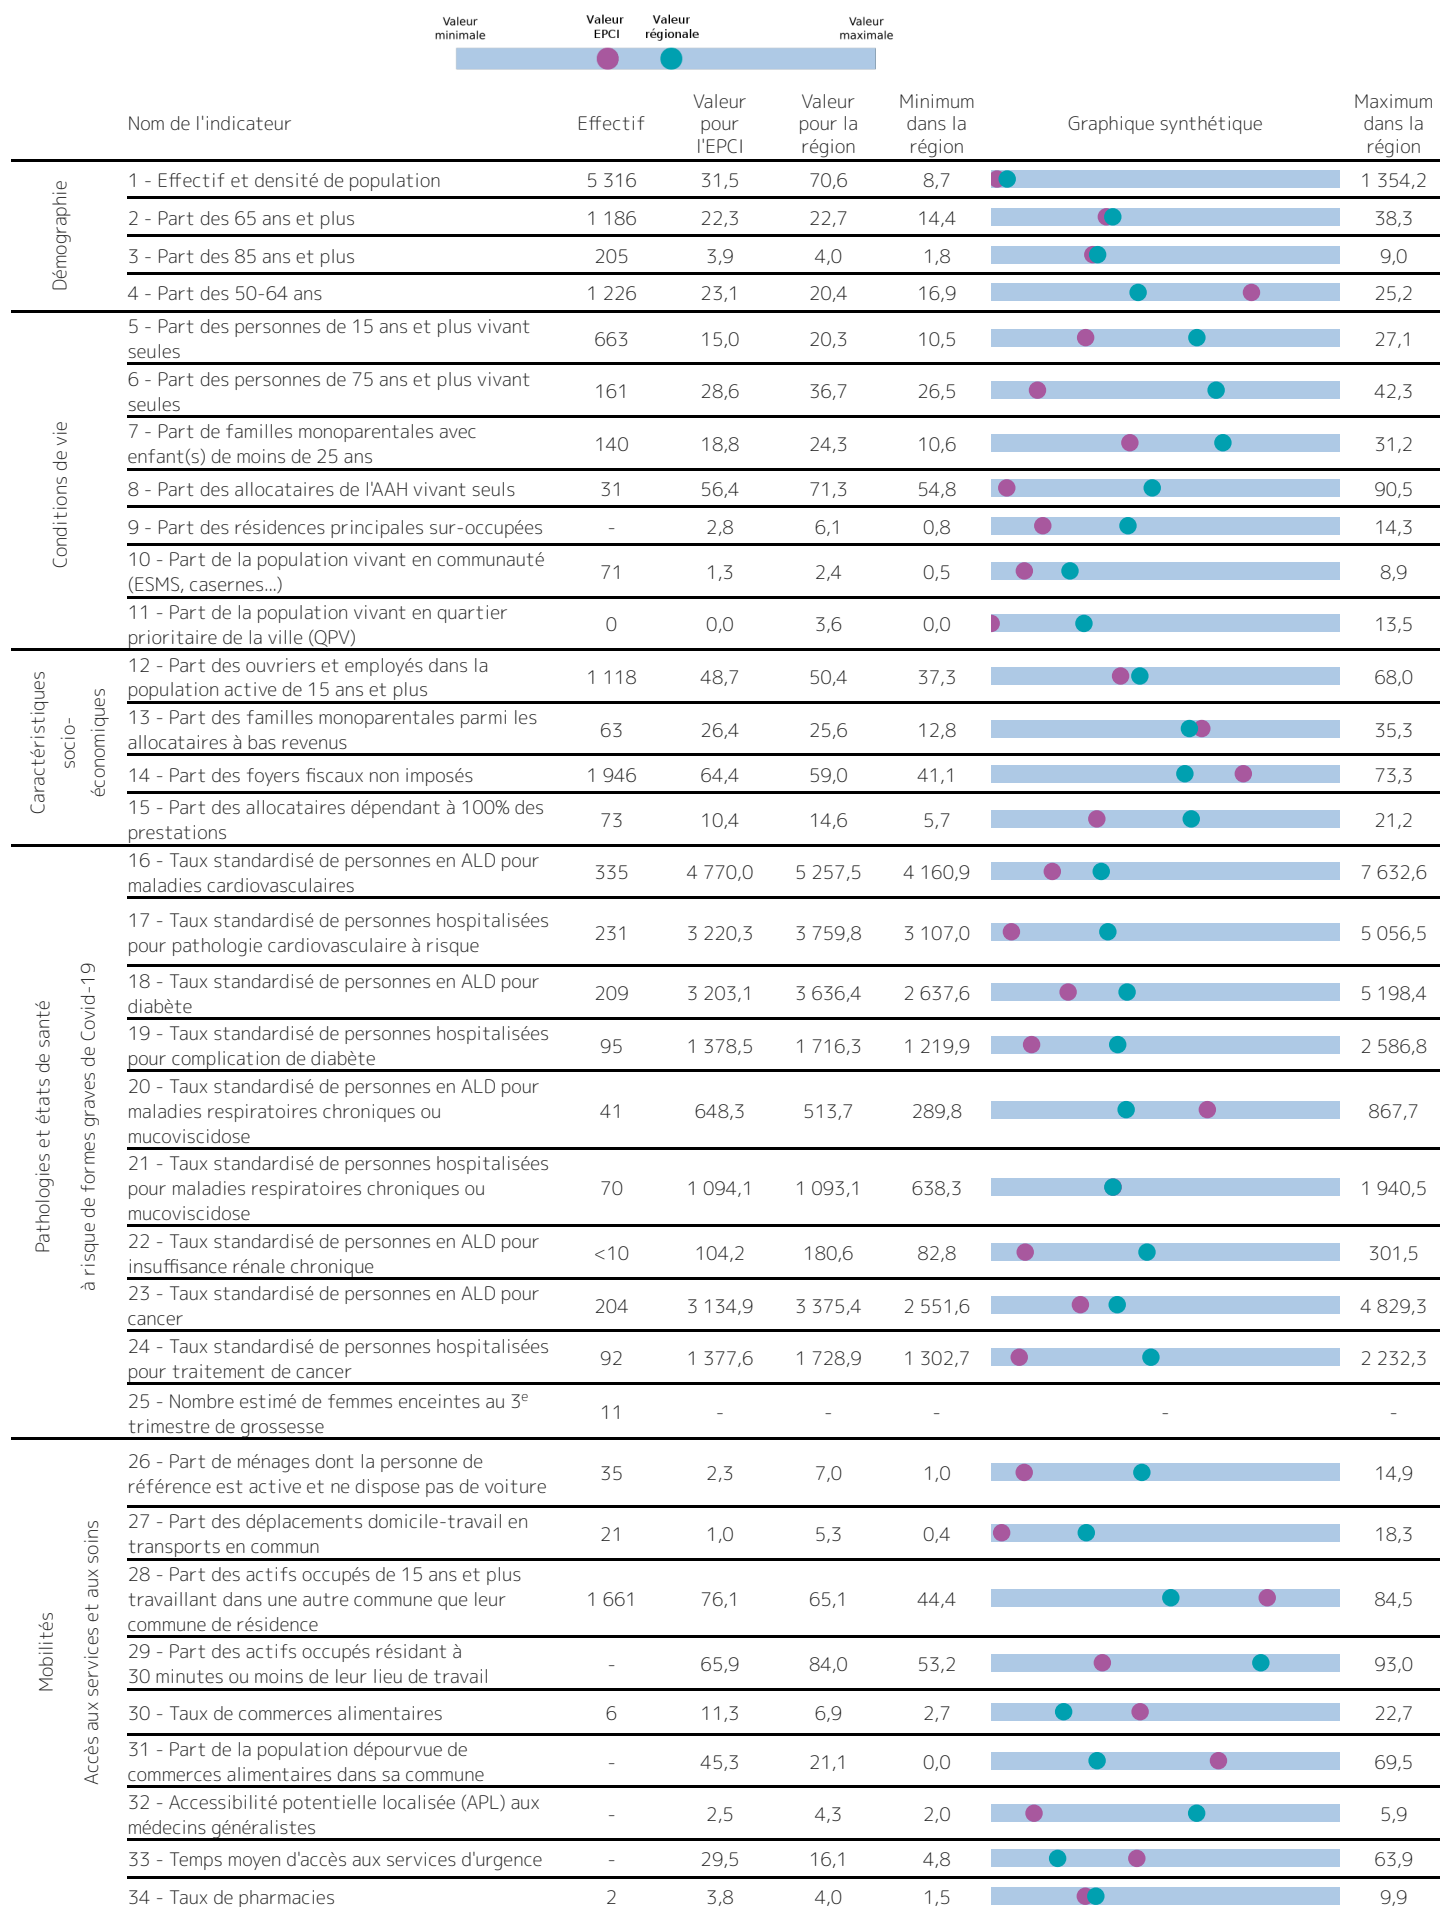 Valeur minimale
Valeur EPCI
Valeur régionale
Valeur maximale
Nom de l'indicateur
Effectif
Valeur pour l'EPCI
Valeur pour la région
Minimum dans la région
Graphique synthétique
Maximum dans la région
Démographie
1 - Effectif et densité de population 5 316 31,5 70,6 8,7 1 354,2
2 - Part des 65 ans et plus 1 186 22,3 22,7 14,4 38,3
3 - Part des 85 ans et plus 205 3,9 4,0 1,8 9,0
4 - Part des 50-64 ans 1 226 23,1 20,4 16,9 25,2
Conditions de vie
5 - Part des personnes de 15 ans et plus vivant
seules 663 15,0 20,3 10,5 27,1
6 - Part des personnes de 75 ans et plus vivant
seules 161 28,6 36,7 26,5 42,3
7 - Part de familles monoparentales avec
enfant(s) de moins de 25 ans 140 18,8 24,3 10,6 31,2
8 - Part des allocataires de l'AAH vivant seuls 31 56,4 71,3 54,8 90,5
9 - Part des résidences principales sur-occupées - 2,8 6,1 0,8 14,3
10 - Part de la population vivant en communauté
(ESMS, casernes...) 71 1,3 2,4 0,5 8,9
11 - Part de la population vivant en quartier
prioritaire de la ville (QPV) 0 0,0 3,6 0,0 13,5
Caractéristiques
socio-
économiques
12 - Part des ouvriers et employés dans la
population active de 15 ans et plus 1 118 48,7 50,4 37,3 68,0
13 - Part des familles monoparentales parmi les
allocataires à bas revenus 63 26,4 25,6 12,8 35,3
14 - Part des foyers fiscaux non imposés 1 946 64,4 59,0 41,1 73,3
15 - Part des allocataires dépendant à 100% des
prestations 73 10,4 14,6 5,7 21,2
Pathologies et états de santé
à risque de formes graves de Covid-19
16 - Taux standardisé de personnes en ALD pour
maladies cardiovasculaires 335 4 770,0 5 257,5 4 160,9 7 632,6
17 - Taux standardisé de personnes hospitalisées
pour pathologie cardiovasculaire à risque 231 3 220,3 3 759,8 3 107,0 5 056,5
18 - Taux standardisé de personnes en ALD pour
diabète 209 3 203,1 3 636,4 2 637,6 5 198,4
19 - Taux standardisé de personnes hospitalisées
pour complication de diabète 95 1 378,5 1 716,3 1 219,9 2 586,8
20 - Taux standardisé de personnes en ALD pour
maladies respiratoires chroniques ou 41 648,3 513,7 289,8 867,7
mucoviscidose
21 - Taux standardisé de personnes hospitalisées
pour maladies respiratoires chroniques ou 70 1 094,1 1 093,1 638,3 1 940,5
mucoviscidose
22 - Taux standardisé de personnes en ALD pour
insuffisance rénale chronique <10 104,2 180,6 82,8 301,5
23 - Taux standardisé de personnes en ALD pour
cancer 204 3 134,9 3 375,4 2 551,6 4 829,3
24 - Taux standardisé de personnes hospitalisées
pour traitement de cancer 92 1 377,6 1 728,9 1 302,7 2 232,3
25 - Nombre estimé de femmes enceintes au 3e
trimestre de grossesse 11 - - - - -
Mobilités
Accès aux services et aux soins
26 - Part de ménages dont la personne de
référence est active et ne dispose pas de voiture 35 2,3 7,0 1,0 14,9
27 - Part des déplacements domicile-travail en
transports en commun 21 1,0 5,3 0,4 18,3
28 - Part des actifs occupés de 15 ans et plus
travaillant dans une autre commune que leur 1 661 76,1 65,1 44,4 84,5
commune de résidence
29 - Part des actifs occupés résidant à
30 minutes ou moins de leur lieu de travail - 65,9 84,0 53,2 93,0
30 - Taux de commerces alimentaires 6 11,3 6,9 2,7 22,7
31 - Part de la population dépourvue de
commerces alimentaires dans sa commune - 45,3 21,1 0,0 69,5
32 - Accessibilité potentielle localisée (APL) aux
médecins généralistes - 2,5 4,3 2,0 5,9
33 - Temps moyen d'accès aux services d'urgence - 29,5 16,1 4,8 63,9
34 - Taux de pharmacies 2 3,8 4,0 1,5 9,9